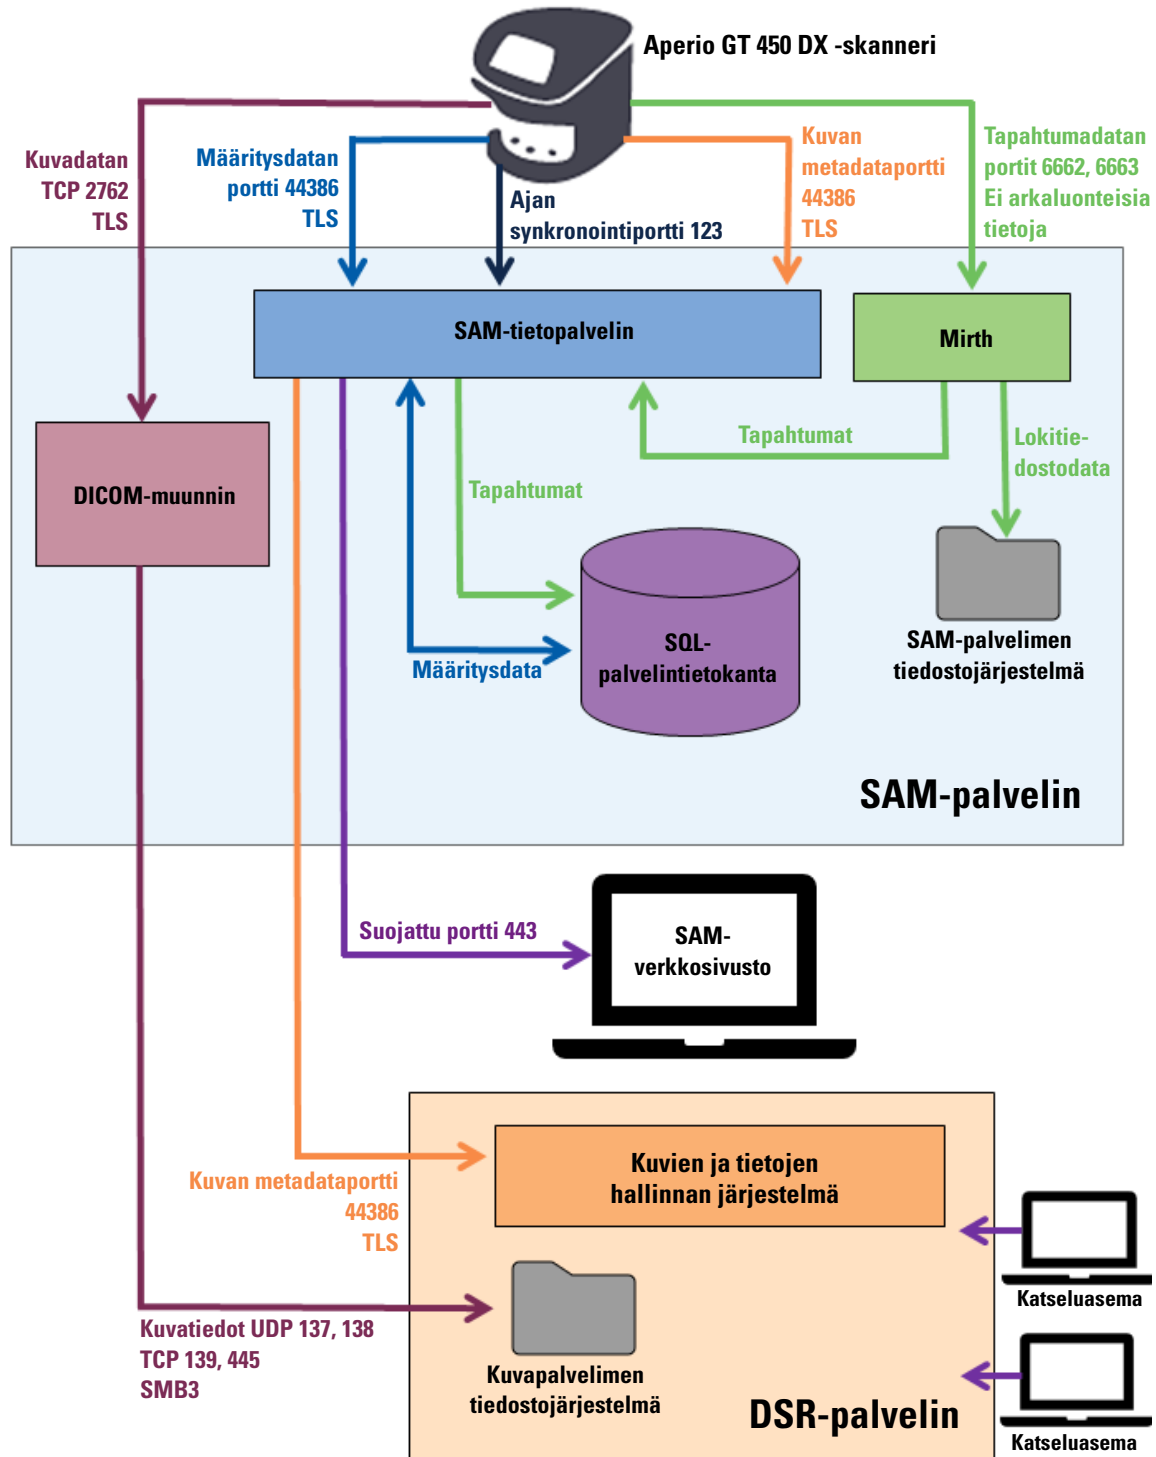 Aperio GT 450 DX -skanneri
Kuvadatan
TCP 2762
TLS
Määritysdatan
portti 44386
TLS
Ajan
synkronointiportti 123
Kuvan
metadataportti
44386
TLS
Tapahtumadatan
portit 6662, 6663
Ei arkaluonteisia
tietoja
SAM-tietopalvelin
Mirth
DICOM-muunnin
Tapahtumat
Tapahtumat
Lokitie-
dostodata
Määritysdata
SQL-
palvelintietokanta
SAM-palvelimen
tiedostojärjestelmä
SAM-palvelin
Suojattu portti 443
SAM-
verkkosivusto
Kuvan metadataportti
44386
TLS
Kuvien ja tietojen
hallinnan järjestelmä
Katseluasema
Kuvatiedot UDP 137, 138
TCP 139, 445
SMB3
Kuvapalvelimen
tiedostojärjestelmä
DSR-palvelin
Katseluasema